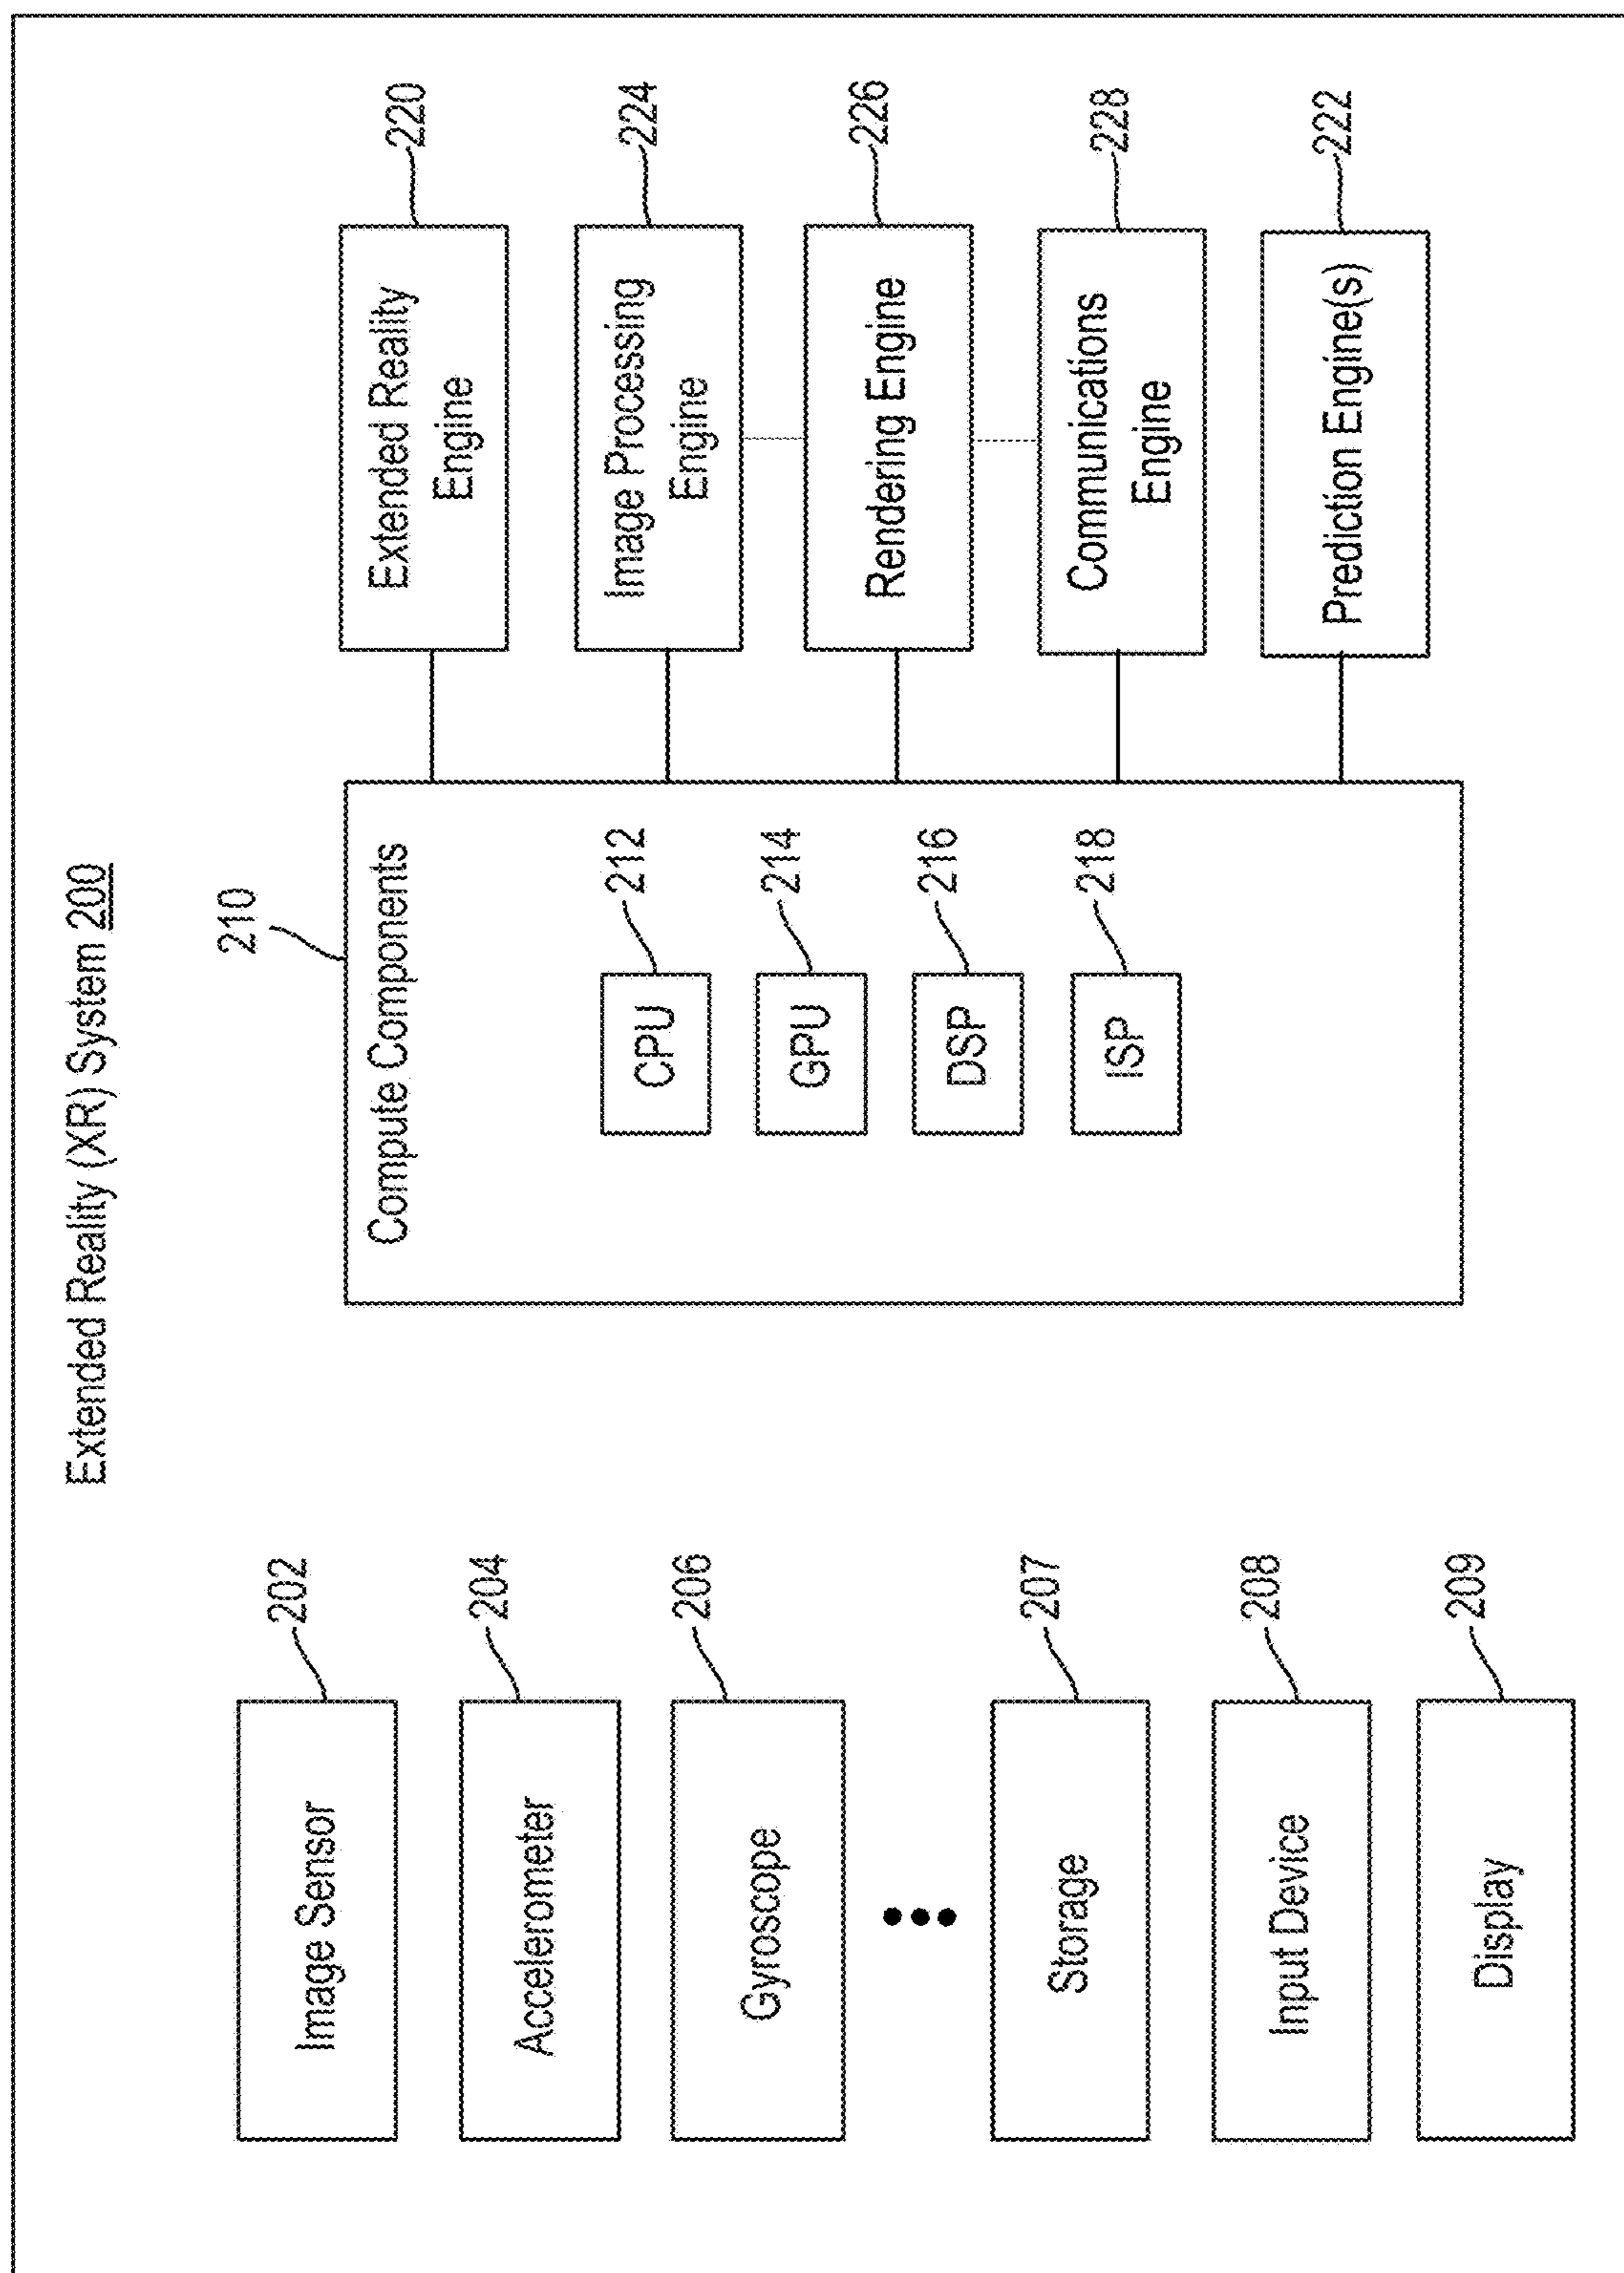 Extended Reality (XR) System 200
202
Image Sensor
204
Accelerometer
206
Gyroscope
207
Storage
208
Input Device
209
Display
210
Compute Components
CPU
212
GPU
214
DSP
216
ISP
218
220
Extended Reality
Engine
224
Image Processing
Engine
226
Rendering Engine
228
Communications
Engine
222
Prediction Engine(s)